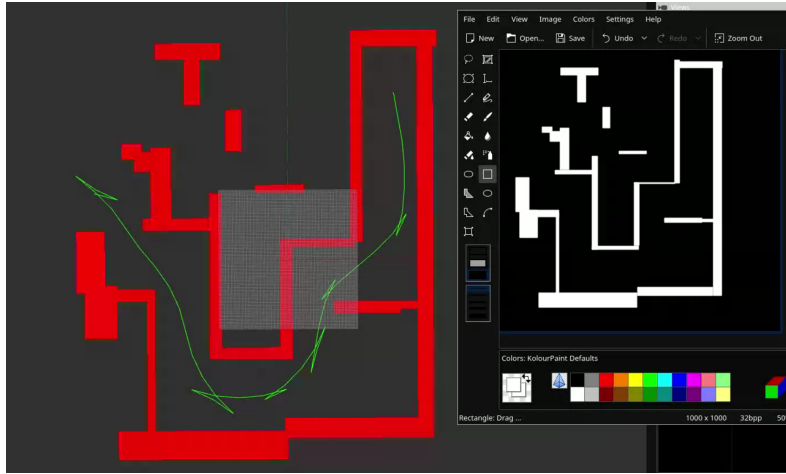 Views
File Edit View Image Colors Settings Help
New Open... Save Undo Redo Zoom Out
Colors: KolourPaint Defaults
Rectangle: Drag ... 1000 x 1000 32bpp